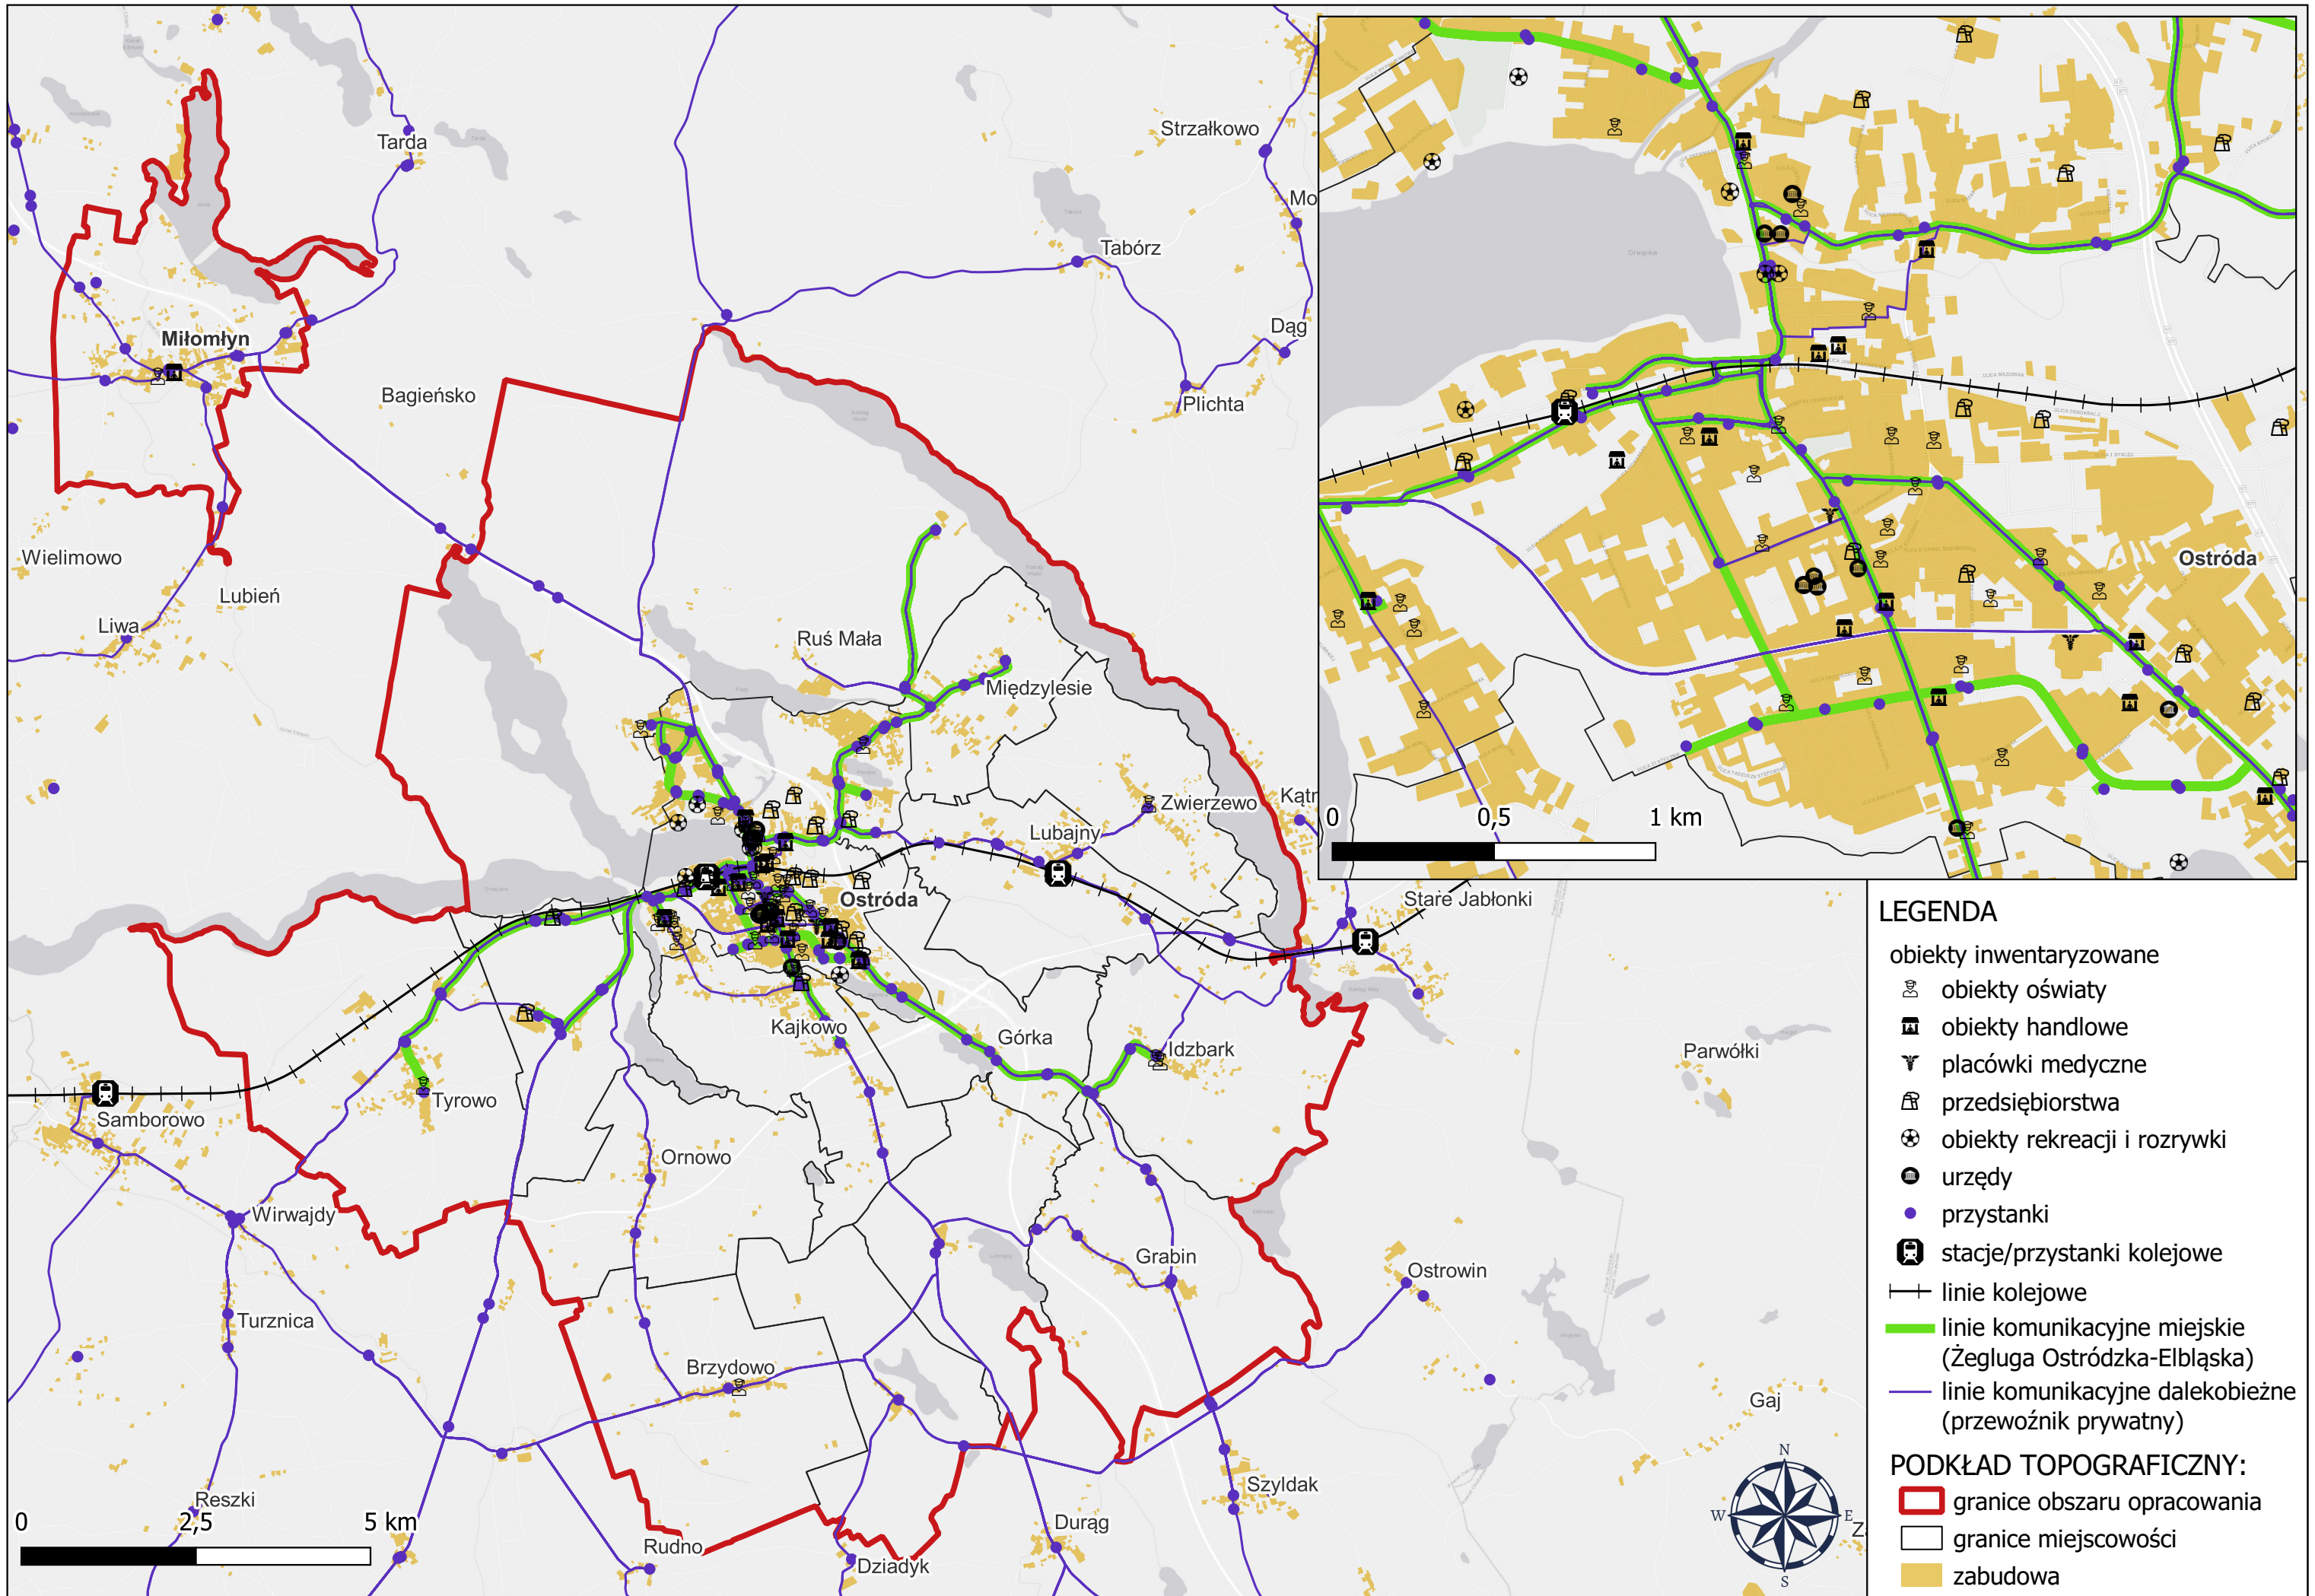 Tarda
Strzałkowo
Mo
Tabórz
Dąg
Miłomłyn
Bagieńsko
Plichta
Wielimowo
Lubień
Liwa
Ruś Mała
Międzylesie
Zwierzewo
Kątn
Lubajny
Ostróda
Stare Jabłonki
Kajkowo
Górka
Idzbark
Parwółki
Tyrowo
Samborowo
Ornowo
Wirwajdy
Grabin
Ostrowin
Turznica
Brzydowo
Gaj
Reszki
Szyldak
Durąg
Rudno
Dziadyk
0 2,5 5 km
Ostróda
0 0,5 1 km
LEGENDA
obiekty inwentaryzowane
obiekty oświaty
obiekty handlowe
placówki medyczne
przedsiębiorstwa
obiekty rekreacji i rozrywki
urzędy
przystanki
stacje/przystanki kolejowe
linie kolejowe
linie komunikacyjne miejskie
(Żegluga Ostródzka-Elbląska)
linie komunikacyjne dalekobieżne
(przewoźnik prywatny)
PODKŁAD TOPOGRAFICZNY:
granice obszaru opracowania
granice miejscowości
zabudowa
N
W E
S